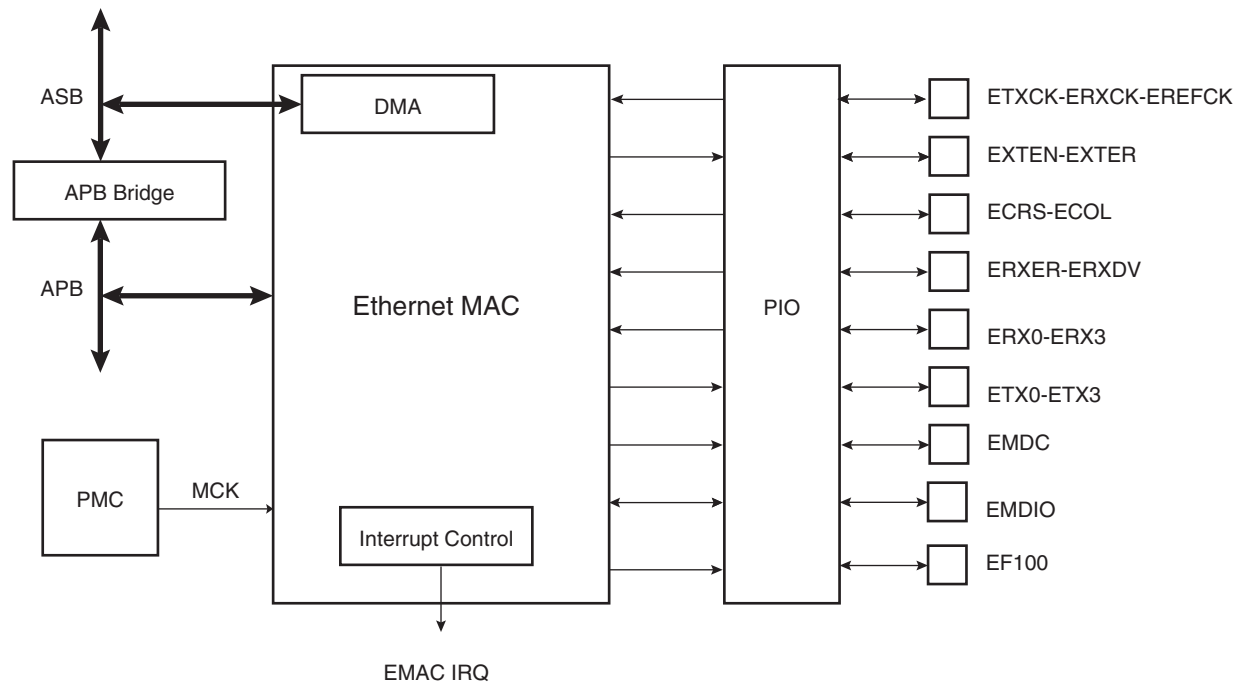 ASB
DMA
ETXCK-ERXCK-EREFCK
EXTEN-EXTER
APB Bridge
ECRS-ECOL
ERXER-ERXDV
APB
Ethernet MAC
PIO
ERX0-ERX3
ETX0-ETX3
EMDC
PMC
MCK
EMDIO
Interrupt Control
EF100
EMAC IRQ